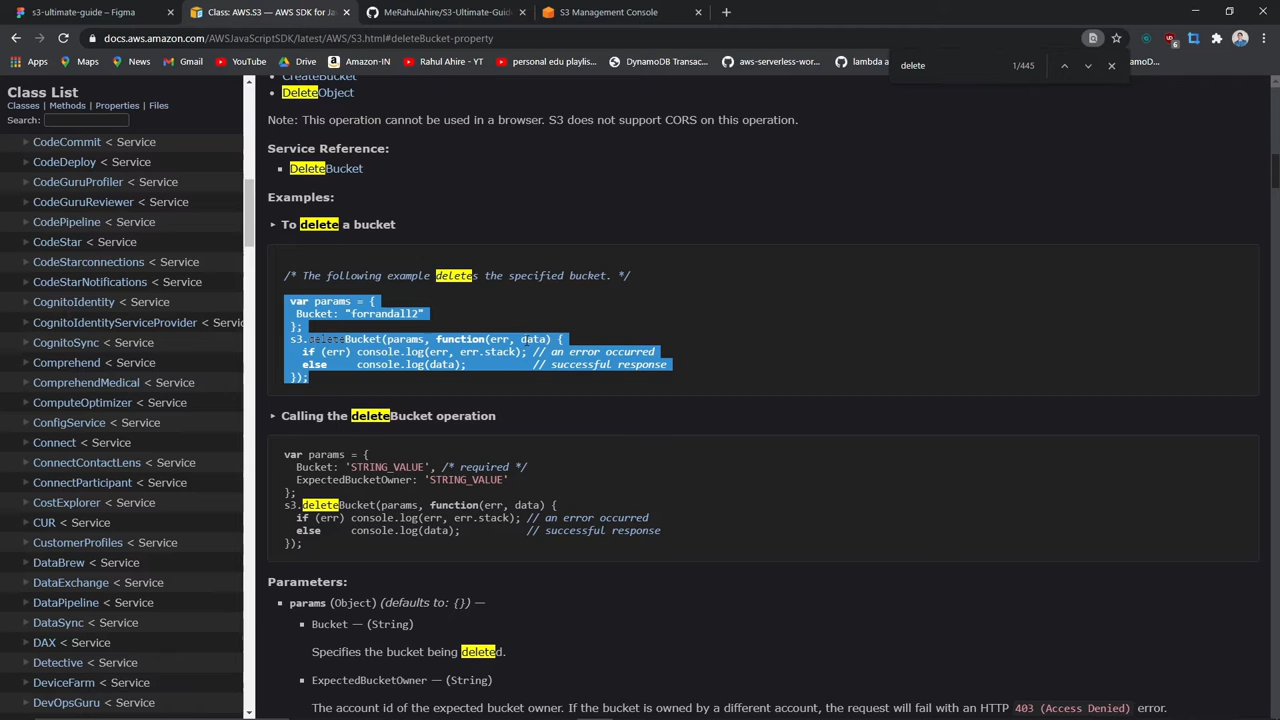 s3-ultimate-guide – Figma
Class: AWS.S3 — AWS SDK for Ja
MeRahulAhire/S3-Ultimate-Guide
S3 Management Console
docs.aws.amazon.com/AWSJavaScriptSDK/latest/AWS/S3.html#deleteBucket-property
Apps
Maps
News
Gmail
YouTube
Drive
Amazon-IN
Rahul Ahire - YT
personal edu playlis...
DynamoDB Transac...
aws-serverless-wor...
lambda a
delete
1/445
Class List
Classes | Methods | Properties | Files
Search:
CodeCommit < Service
CodeDeploy < Service
CodeGuruProfiler < Service
CodeGuruReviewer < Service
CodePipeline < Service
CodeStar < Service
CodeStarconnections < Service
CodeStarNotifications < Service
CognitoIdentity < Service
CognitoIdentityServiceProvider < Service
CognitoSync < Service
Comprehend < Service
ComprehendMedical < Service
ComputeOptimizer < Service
ConfigService < Service
Connect < Service
ConnectContactLens < Service
ConnectParticipant < Service
CostExplorer < Service
CUR < Service
CustomerProfiles < Service
DataBrew < Service
DataExchange < Service
DataPipeline < Service
DataSync < Service
DAX < Service
Detective < Service
DeviceFarm < Service
DevOpsGuru < Service
CreateBucket
DeleteObject
Note: This operation cannot be used in a browser. S3 does not support CORS on this operation.
Service Reference:
DeleteBucket
Examples:
To delete a bucket
/* The following example deletes the specified bucket. */
var params = {
Bucket: "forrandall2"
};
s3.deleteBucket(params, function(err, data) {
if (err) console.log(err, err.stack); // an error occurred
else console.log(data); // successful response
});
Calling the deleteBucket operation
var params = {
Bucket: 'STRING_VALUE', /* required */
ExpectedBucketOwner: 'STRING_VALUE'
};
s3.deleteBucket(params, function(err, data) {
if (err) console.log(err, err.stack); // an error occurred
else console.log(data); // successful response
});
Parameters:
params (Object) (defaults to: {}) —
Bucket — (String)
Specifies the bucket being deleted.
ExpectedBucketOwner — (String)
The account id of the expected bucket owner. If the bucket is owned by a different account, the request will fail with an HTTP 403 (Access Denied) error.